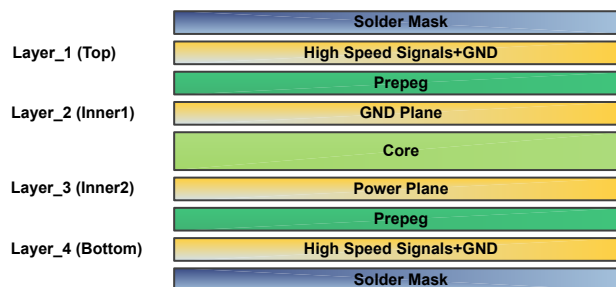 Solder Mask
Layer_1 (Top) High Speed Signals+GND
Prepeg
Layer_2 (Inner1) GND Plane
Core
Layer_3 (Inner2) Power Plane
Prepeg
Layer_4 (Bottom) High Speed Signals+GND
Solder Mask